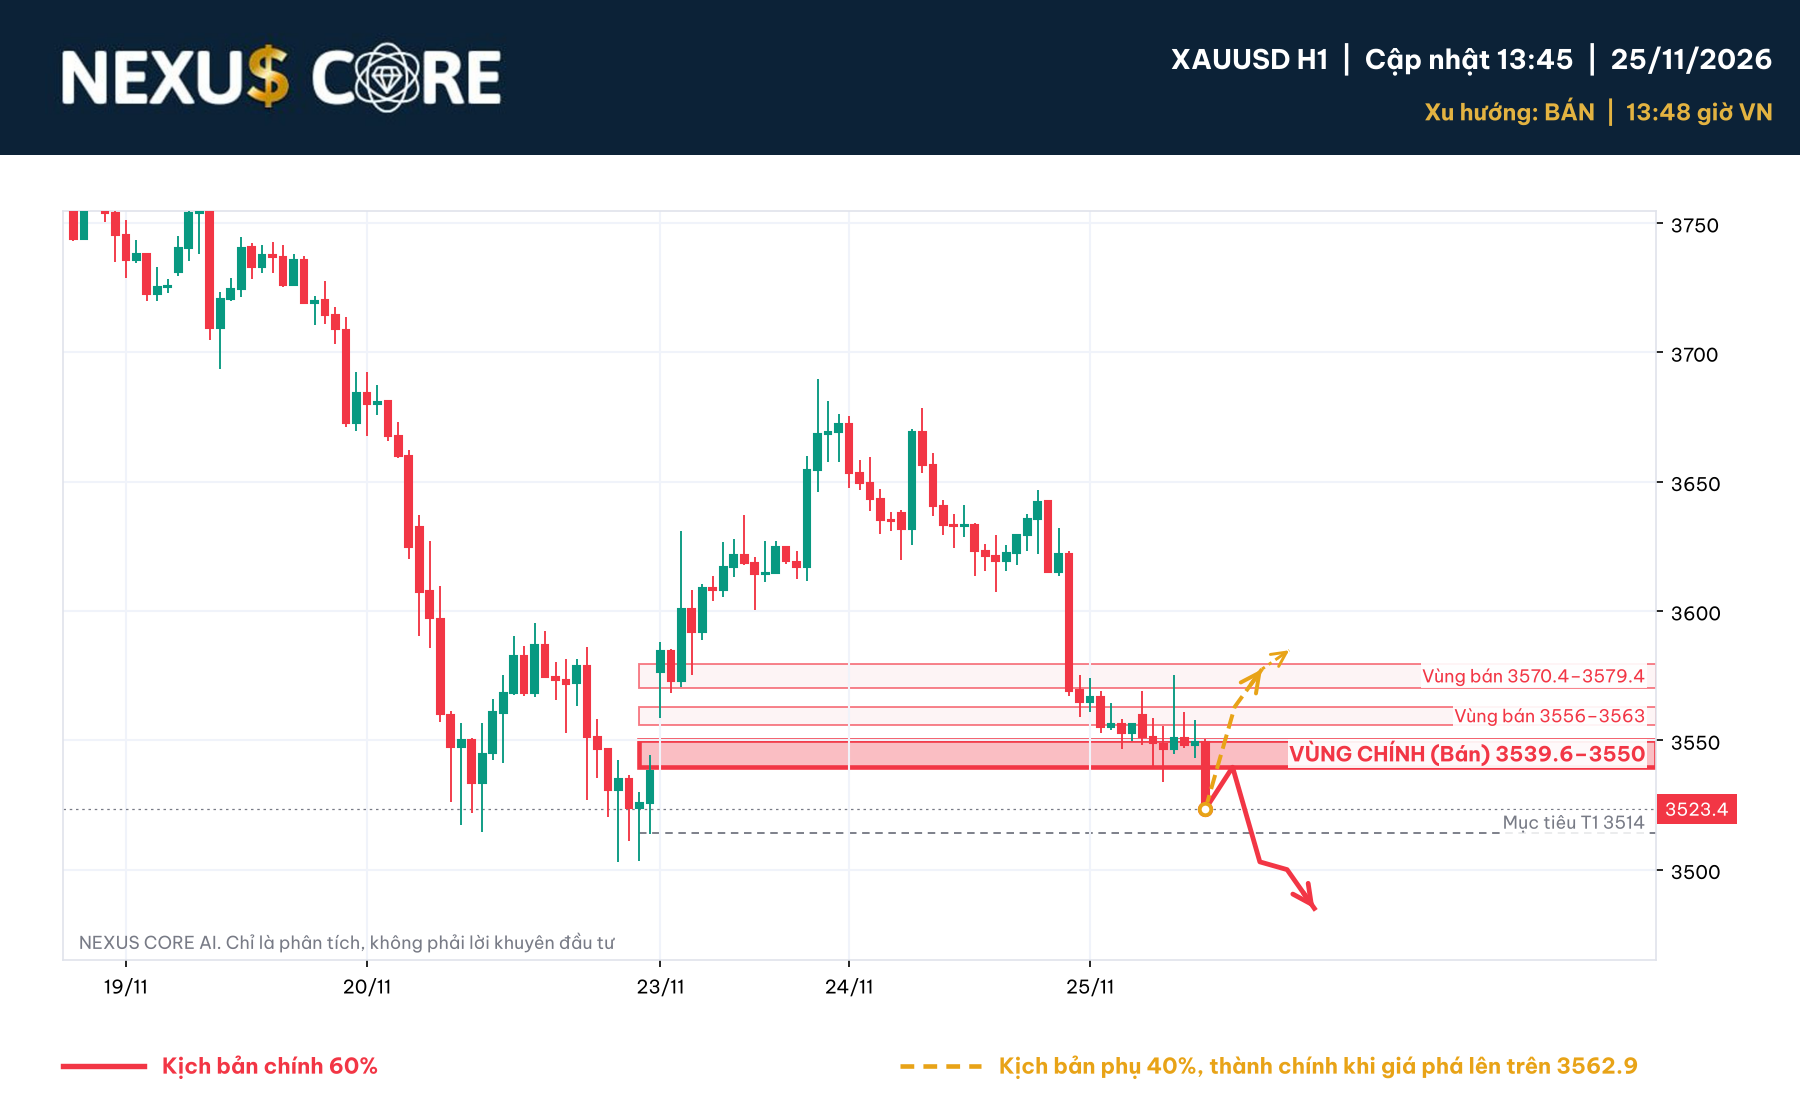 NEXU$ CORE
XAUUSD H1 | Cập nhật 13:45 | 25/11/2026
Xu hướng: BÁN | 13:48 giờ VN
3750
3700
3650
3600
Vùng bán 3570.4–3579.4
Vùng bán 3556–3563
3550
VÙNG CHÍNH (Bán) 3539.6–3550
3523.4
Mục tiêu T1 3514
3500
NEXUS CORE AI. Chỉ là phân tích, không phải lời khuyên đầu tư
19/11 20/11 23/11 24/11 25/11
Kịch bản chính 60%
Kịch bản phụ 40%, thành chính khi giá phá lên trên 3562.9